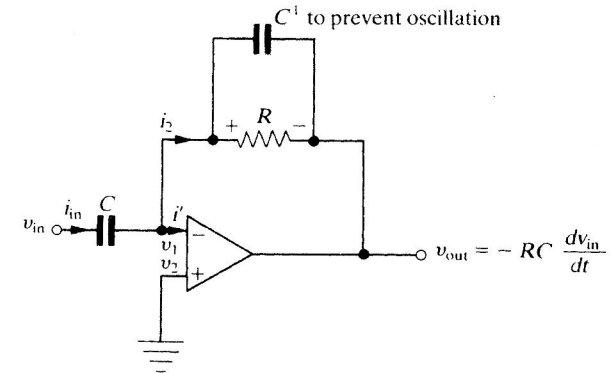 C¹ to prevent oscillation
i₂
+ R −
i_in C
v_in
i'
−
v₁
v₂
+
v_out = − RC dv_in/dt